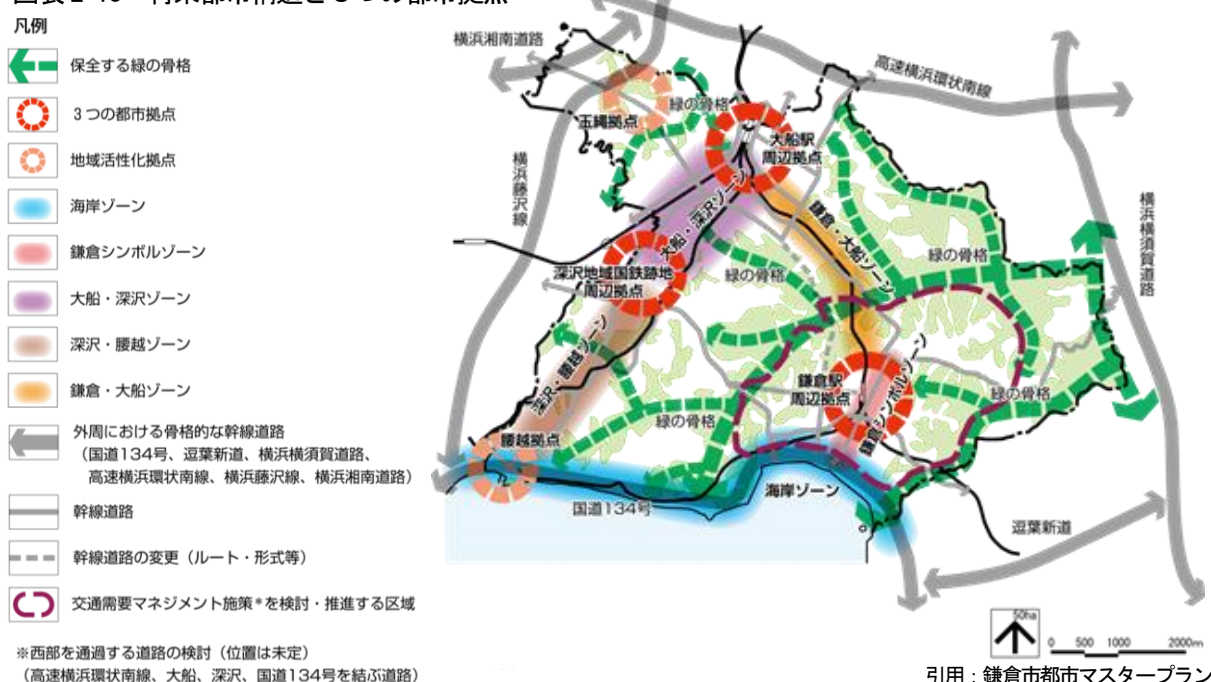 凡例
保全する緑の骨格
3つの都市拠点
地域活性化拠点
海岸ゾーン
鎌倉シンボルゾーン
大船・深沢ゾーン
深沢・腰越ゾーン
鎌倉・大船ゾーン
外周における骨格的な幹線道路
（国道134号、逗葉新道、横浜横須賀道路、
高速横浜環状南線、横浜藤沢線、横浜湘南道路）
幹線道路
幹線道路の変更（ルート・形式等）
交通需要マネジメント施策*を検討・推進する区域
※西部を通過する道路の検討（位置は未定）
（高速横浜環状南線、大船、深沢、国道134号を結ぶ道路）
横浜湘南道路
高速横浜環状南線
緑の骨格
玉縄拠点
大船駅
周辺拠点
横浜藤沢線
大船・深沢ゾーン
鎌倉・大船ゾーン
横浜横須賀道路
緑の骨格
緑の骨格
深沢地域国鉄跡地
周辺拠点
深沢・腰越ゾーン
鎌倉駅
周辺拠点
鎌倉シンボルゾーン
緑の骨格
緑の骨格
腰越拠点
海岸ゾーン
国道134号
逗葉新道
50ha
0 500 1000 2000m
引用：鎌倉市都市マスタープラン